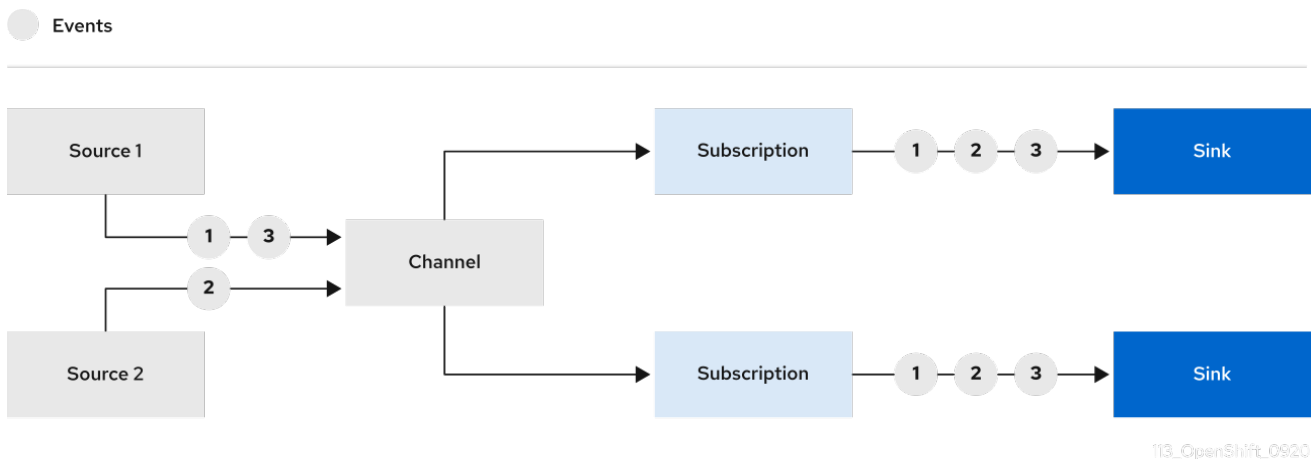 Events
Source 1
Subscription
1 2 3
Sink
1 3
Channel
2
Source 2
Subscription
1 2 3
Sink
113_OpenShift_0920